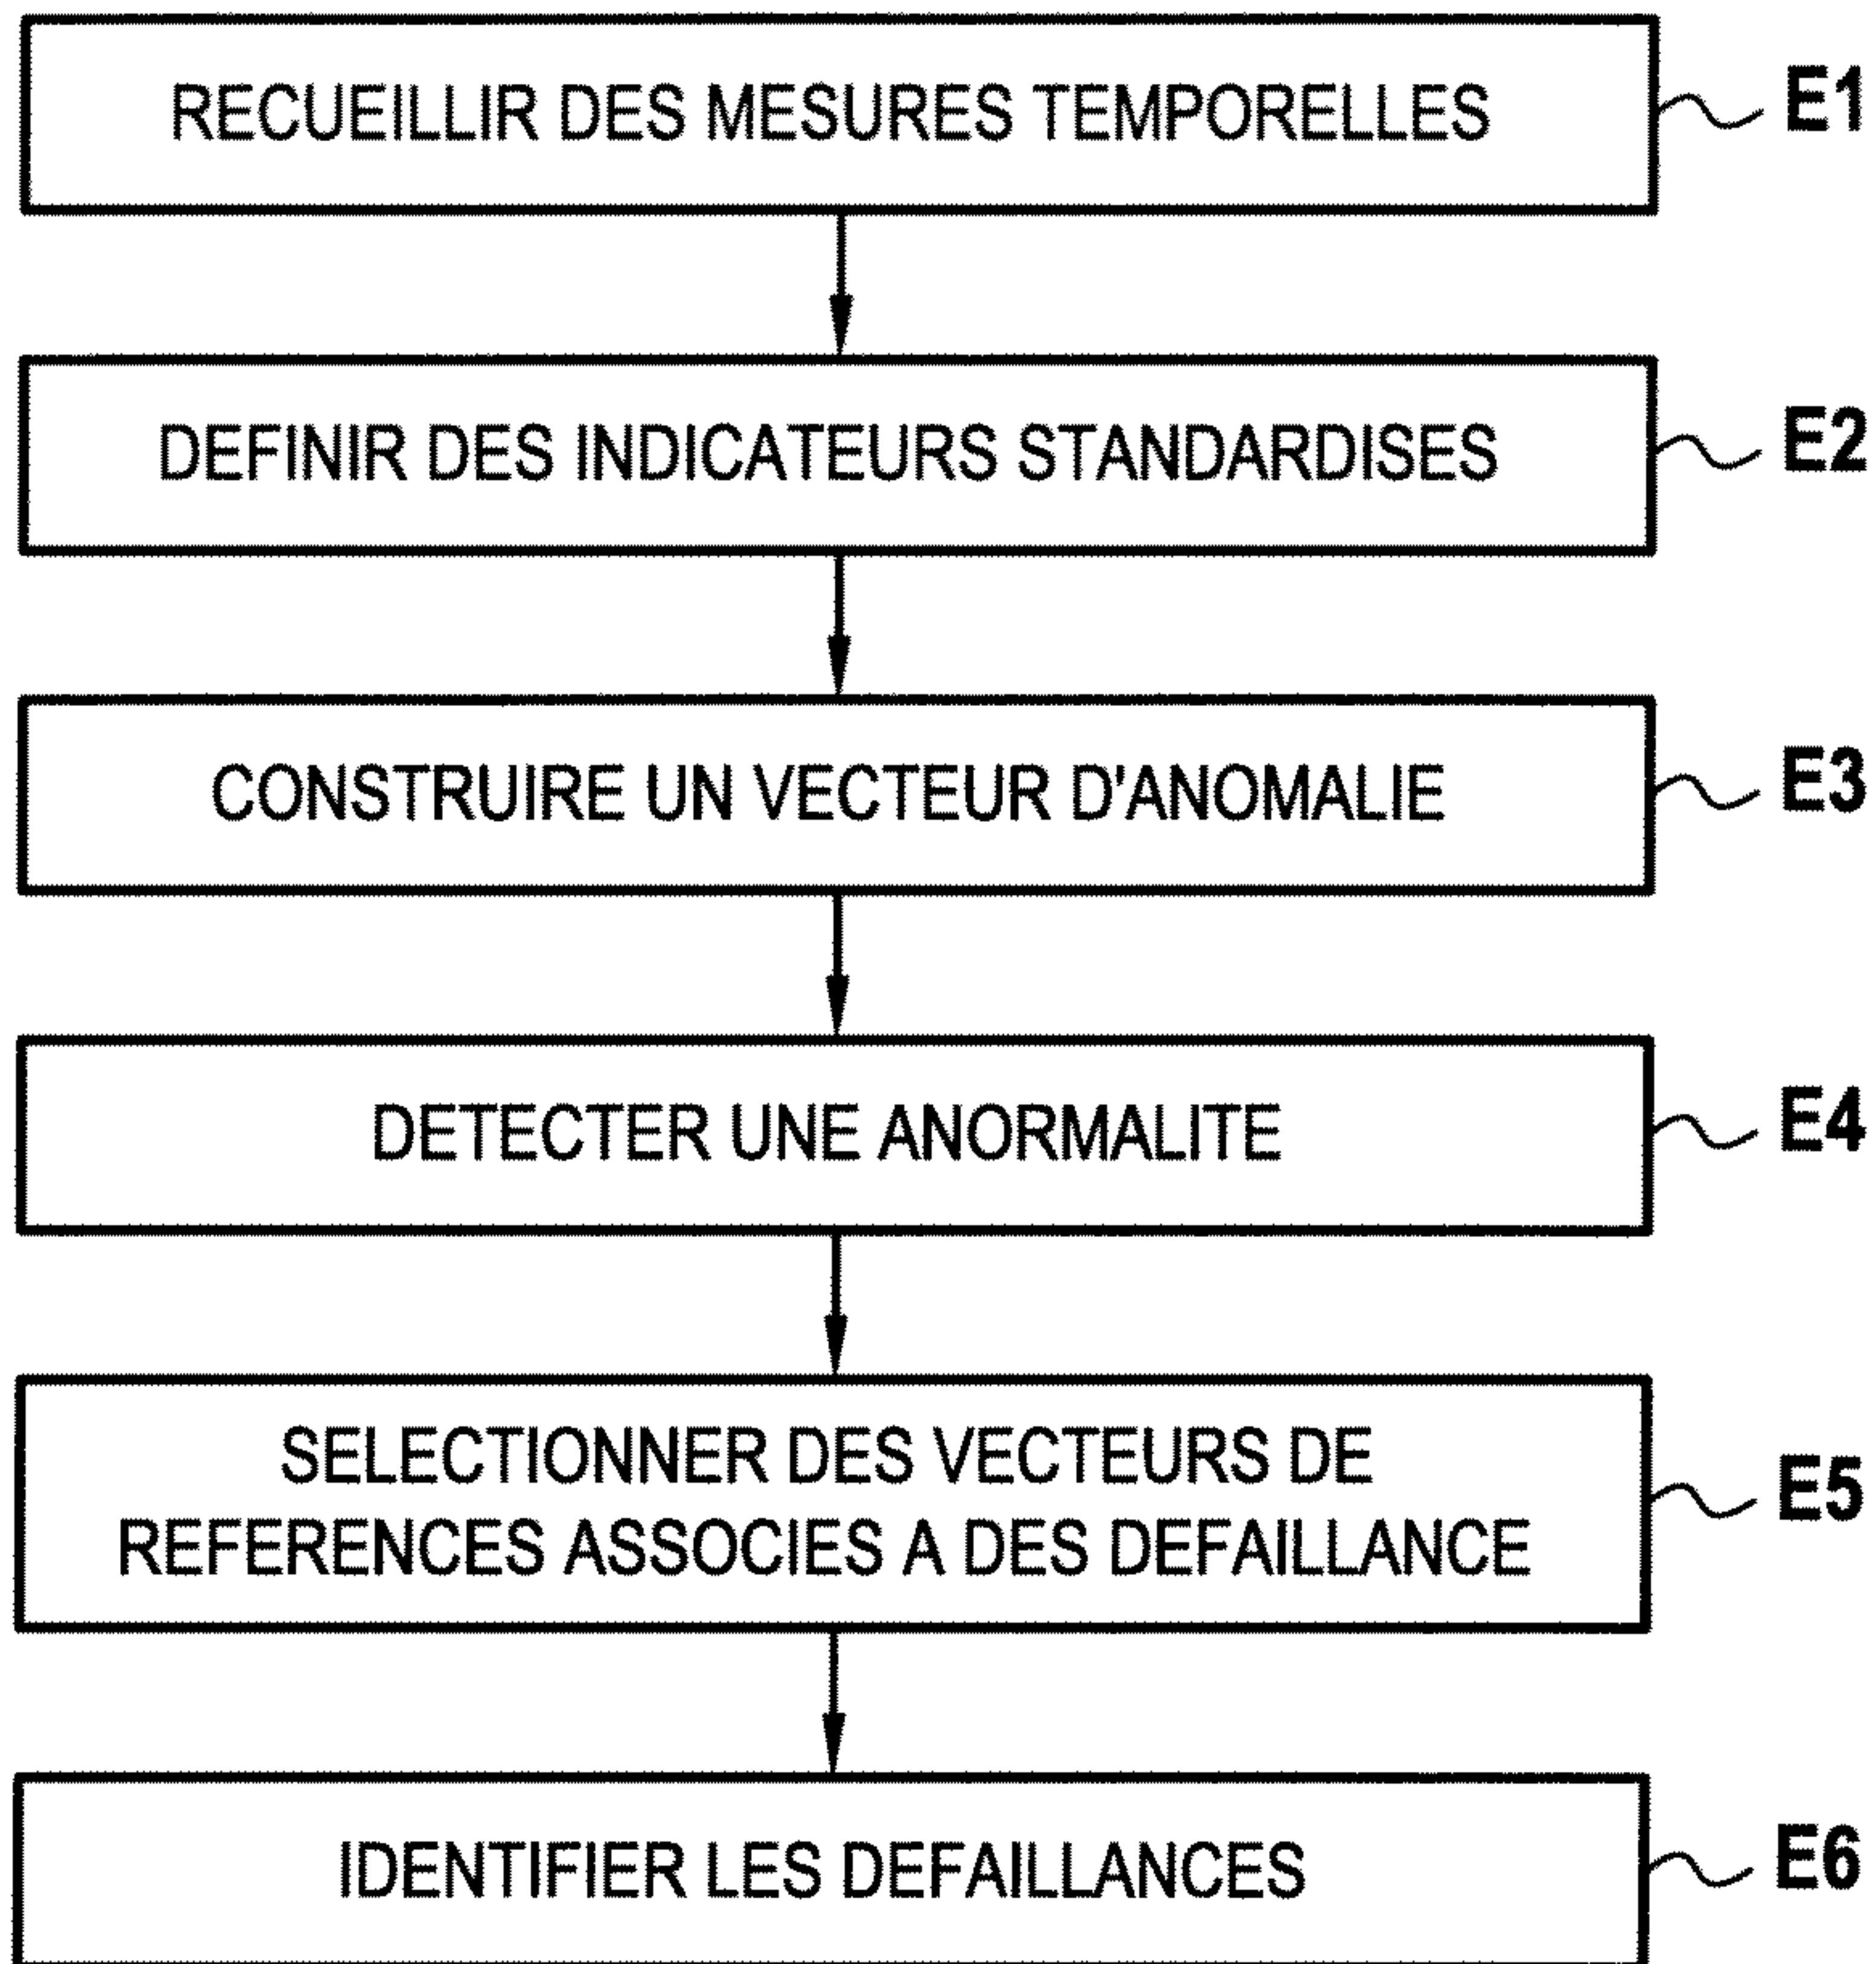 RECUEILLIR DES MESURES TEMPORELLES E1
DEFINIR DES INDICATEURS STANDARDISES E2
CONSTRUIRE UN VECTEUR D'ANOMALIE E3
DETECTER UNE ANORMALITE E4
SELECTIONNER DES VECTEURS DE
REFERENCES ASSOCIES A DES DEFAILLANCE E5
IDENTIFIER LES DEFAILLANCES E6